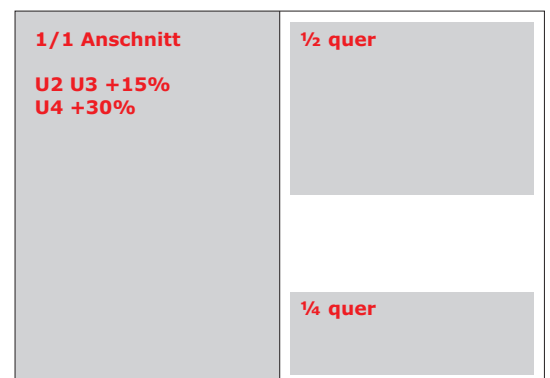 1/1 Anschnitt
U2 U3 +15%
U4 +30%
½ quer
¼ quer